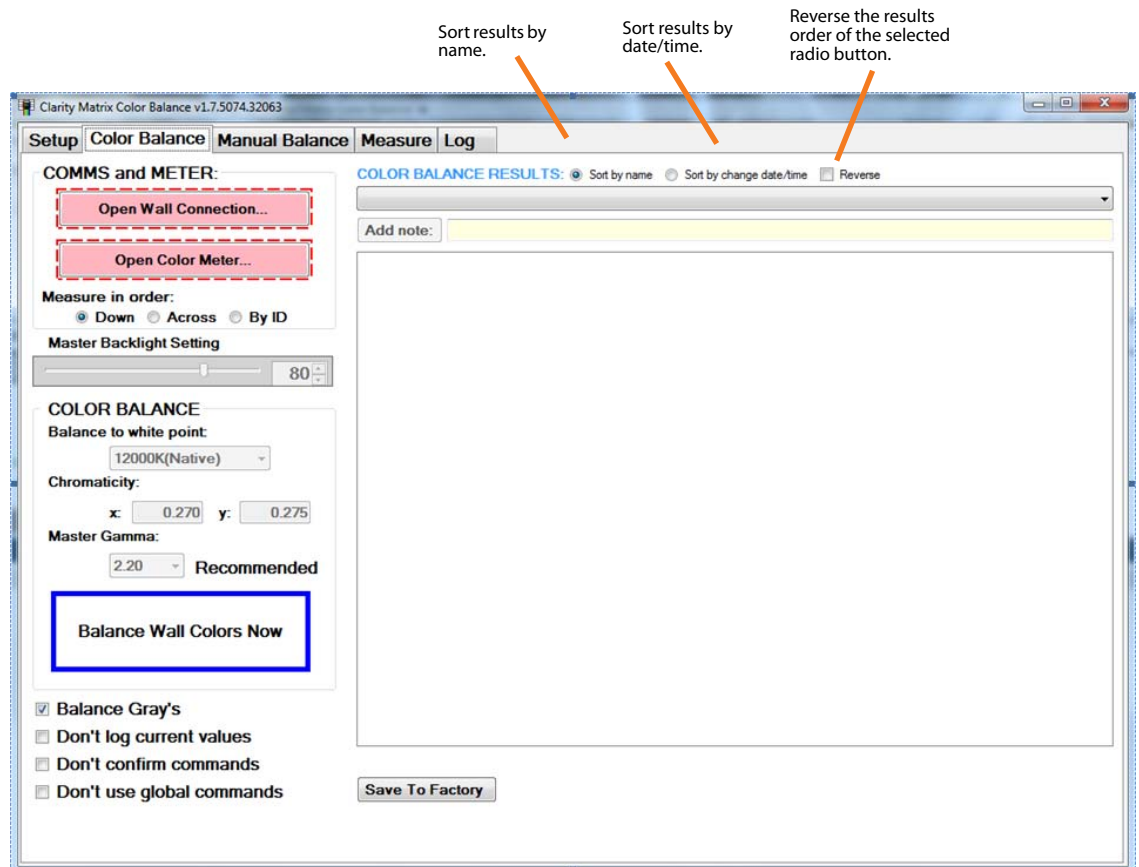 Sort results by
name.
Sort results by
date/time.
Reverse the results
order of the selected
radio button.
Clarity Matrix Color Balance v1.7.5074.32063
Setup Color Balance Manual Balance Measure Log
COMMS and METER:
Open Wall Connection...
Open Color Meter...
Measure in order:
Down Across By ID
Master Backlight Setting
80
COLOR BALANCE
Balance to white point:
12000K(Native)
Chromaticity:
x: 0.270 y: 0.275
Master Gamma:
2.20 Recommended
Balance Wall Colors Now
Balance Gray's
Don't log current values
Don't confirm commands
Don't use global commands
COLOR BALANCE RESULTS: Sort by name Sort by change date/time Reverse
Add note:
Save To Factory